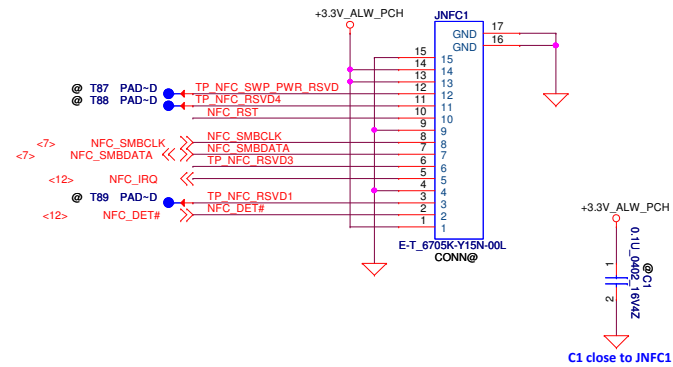 +3.3V_ALW_PCH
JNFC1
GND 17
GND 16
15 15
14 14
13 13
@ T87 PAD~D TP_NFC_SWP_PWR_RSVD 12 12
@ T88 PAD~D TP_NFC_RSVD4 11 11
NFC_RST 10 10
9 9
<7> NFC_SMBCLK NFC_SMBCLK 8 8
<7> NFC_SMBDATA NFC_SMBDATA 7 7
TP_NFC_RSVD3 6 6
<12> NFC_IRQ 5 5
4 4
@ T89 PAD~D TP_NFC_RSVD1 3 3
<12> NFC_DET# NFC_DET# 2 2
1 1
E-T_6705K-Y15N-00L
CONN@
+3.3V_ALW_PCH
1
2
@C1
0.1U_0402_16V4Z
C1 close to JNFC1